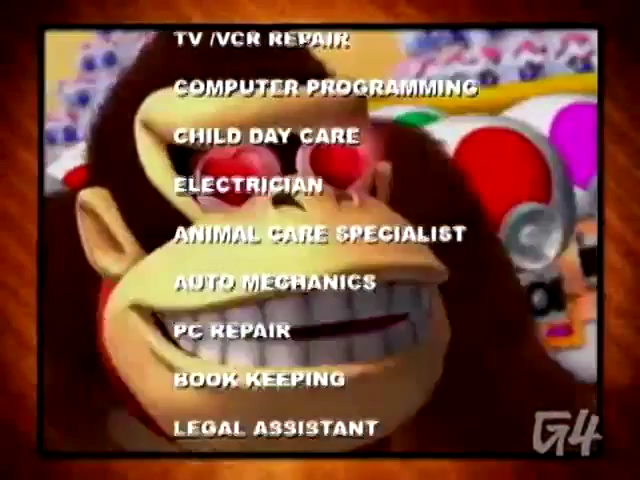 TV /VCR REPAIR
COMPUTER PROGRAMMING
CHILD DAY CARE
ELECTRICIAN
ANIMAL CARE SPECIALIST
AUTO MECHANICS
PC REPAIR
BOOK KEEPING
LEGAL ASSISTANT
G4